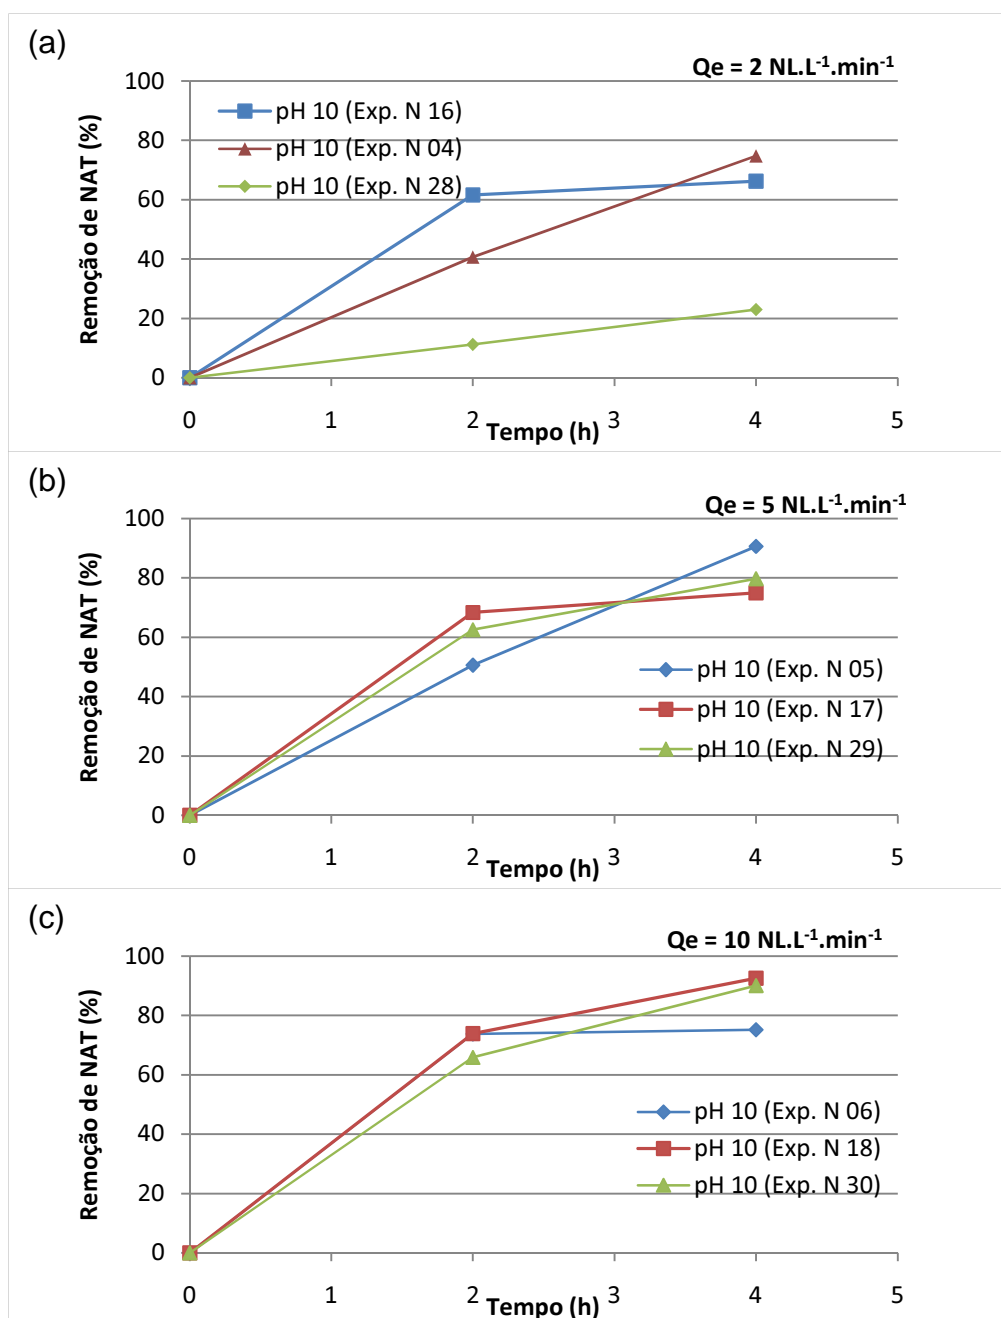 (a)
Qe = 2 NL.L⁻¹.min⁻¹
Remoção de NAT (%)
100
80
60
40
20
0
pH 10 (Exp. N 16)
pH 10 (Exp. N 04)
pH 10 (Exp. N 28)
0 1 2 3 4 5
Tempo (h)
(b)
Qe = 5 NL.L⁻¹.min⁻¹
Remoção de NAT (%)
100
80
60
40
20
0
pH 10 (Exp. N 05)
pH 10 (Exp. N 17)
pH 10 (Exp. N 29)
0 1 2 3 4 5
Tempo (h)
(c)
Qe = 10 NL.L⁻¹.min⁻¹
Remoção de NAT (%)
100
80
60
40
20
0
pH 10 (Exp. N 06)
pH 10 (Exp. N 18)
pH 10 (Exp. N 30)
0 1 2 3 4 5
Tempo (h)